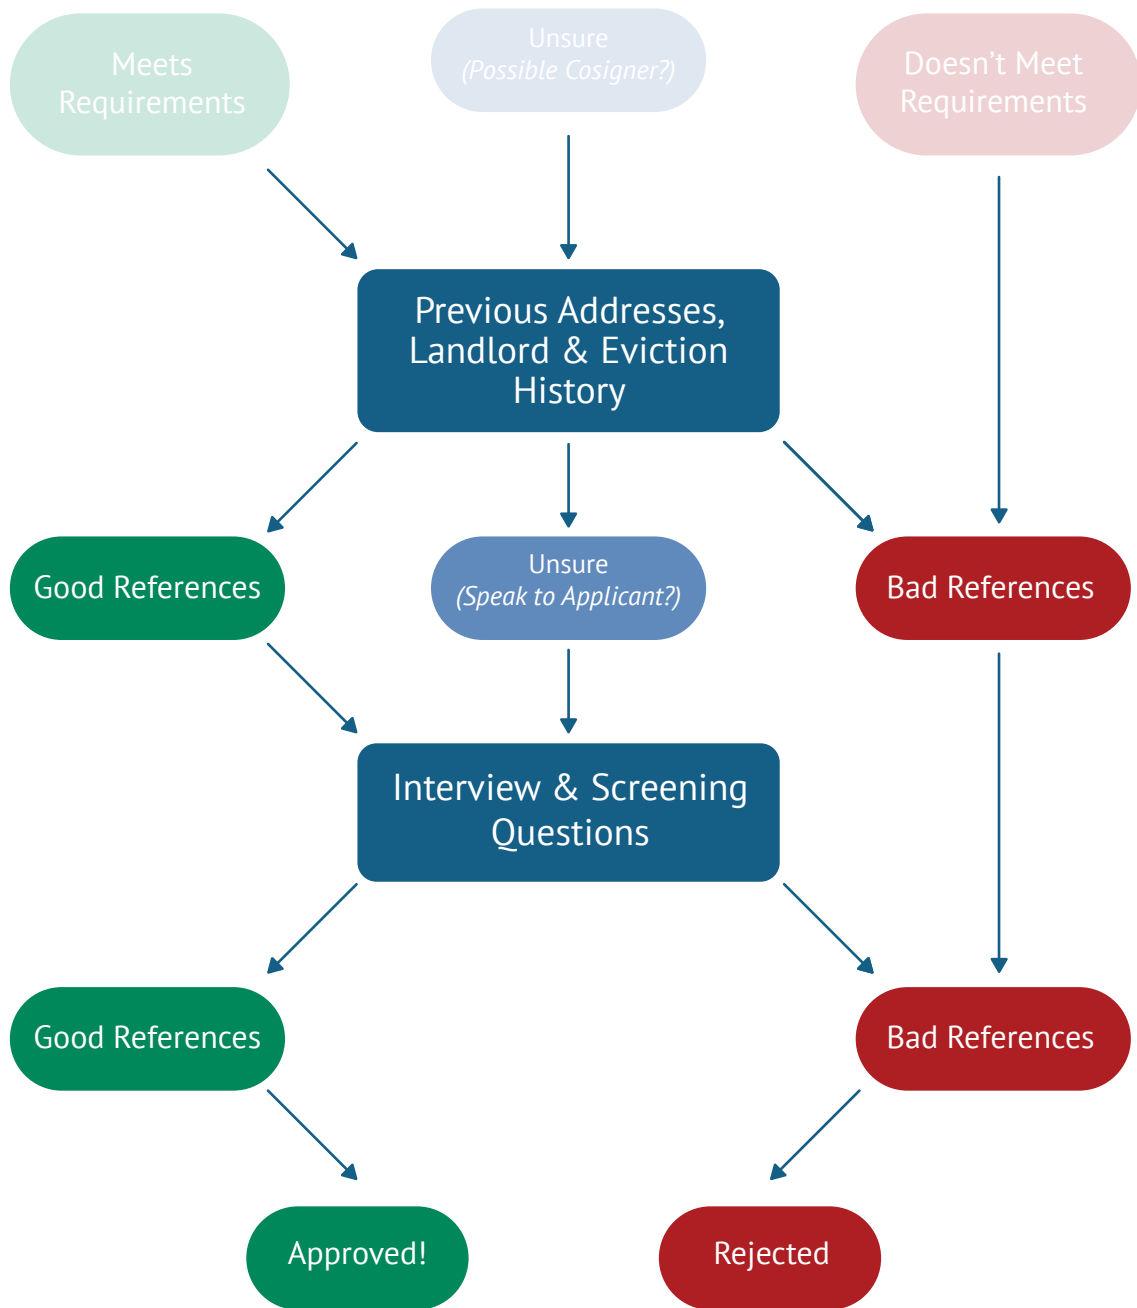 Meets
Requirements
Unsure
(Possible Cosigner?)
Doesn’t Meet
Requirements
Previous Addresses,
Landlord & Eviction
History
Good References
Unsure
(Speak to Applicant?)
Bad References
Interview & Screening
Questions
Good References
Bad References
Approved!
Rejected